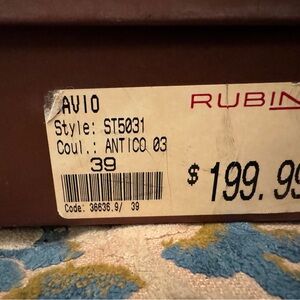 AVIO
RUBIN
Style: ST5031
Coul.: ANTICO 03
39
$ 199.99
Code: 36636.9/ 39